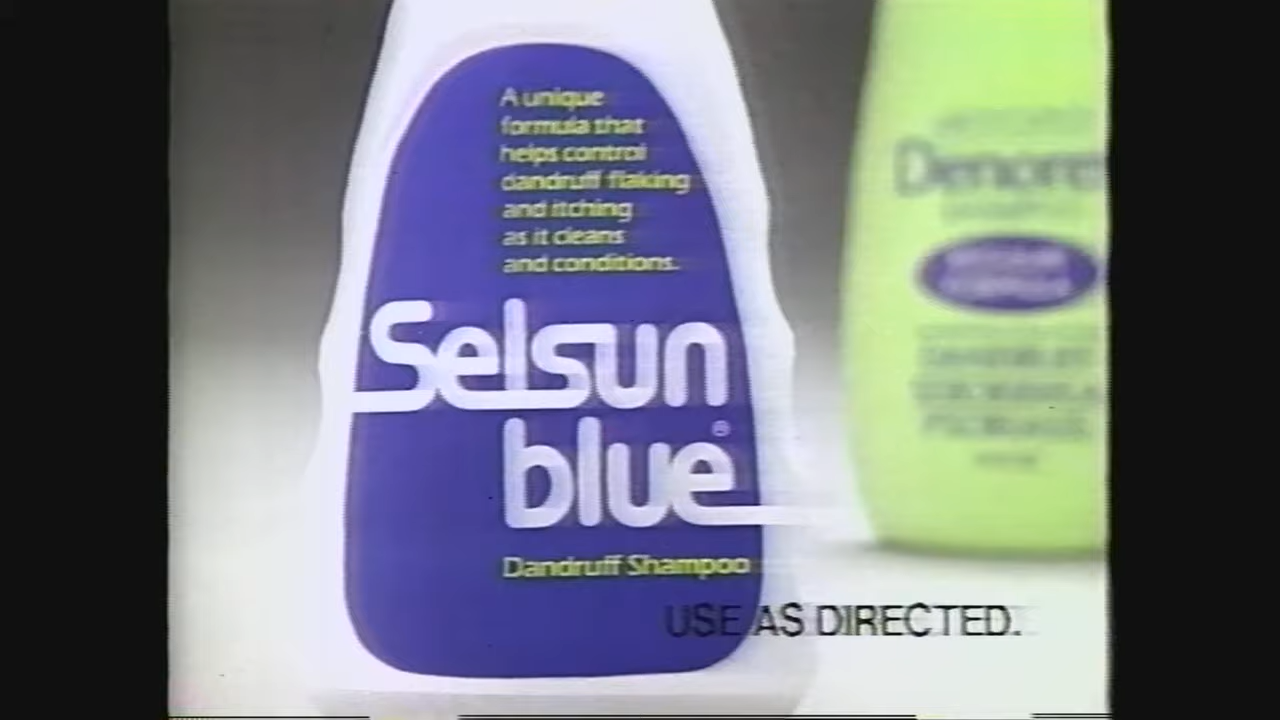 A unique
formula that
helps control
dandruff flaking
and itching
as it cleans
and conditions.
Selsun
blue®
Dandruff Shampoo
USE AS DIRECTED.
Denorex